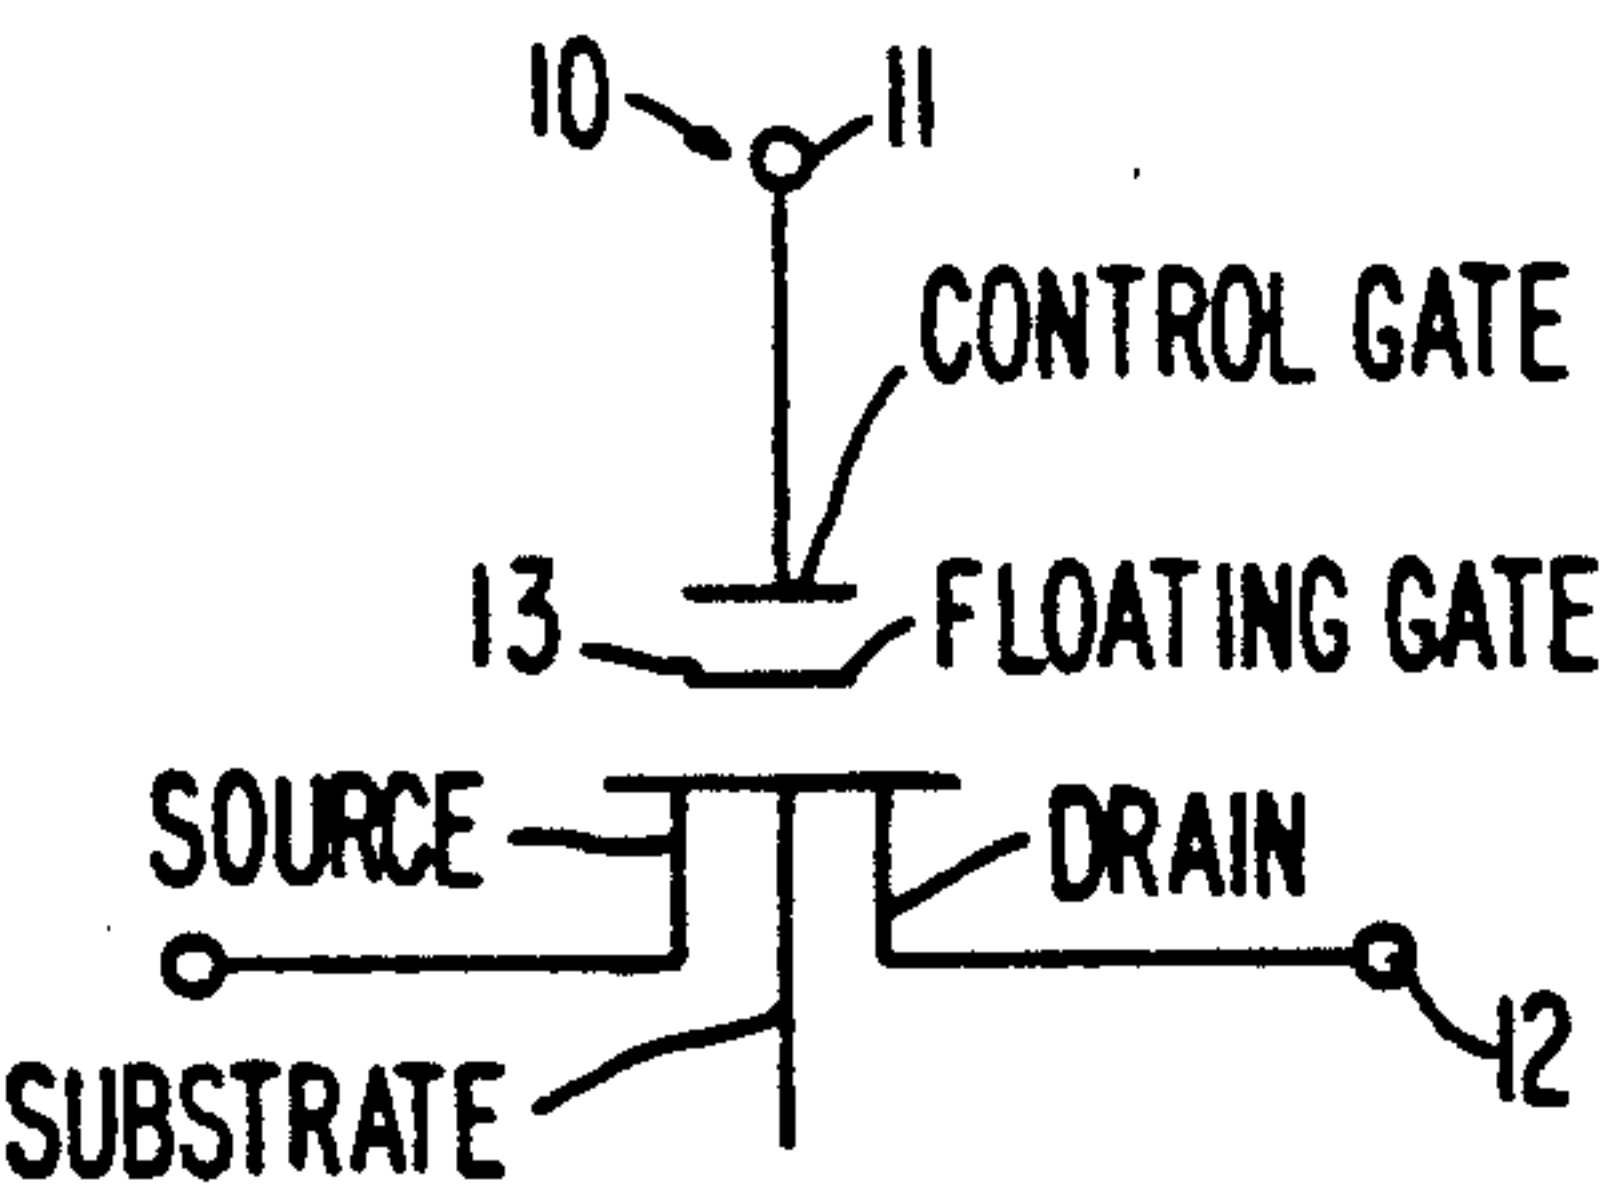 10 11
CONTROL GATE
13 FLOATING GATE
SOURCE DRAIN
12
SUBSTRATE